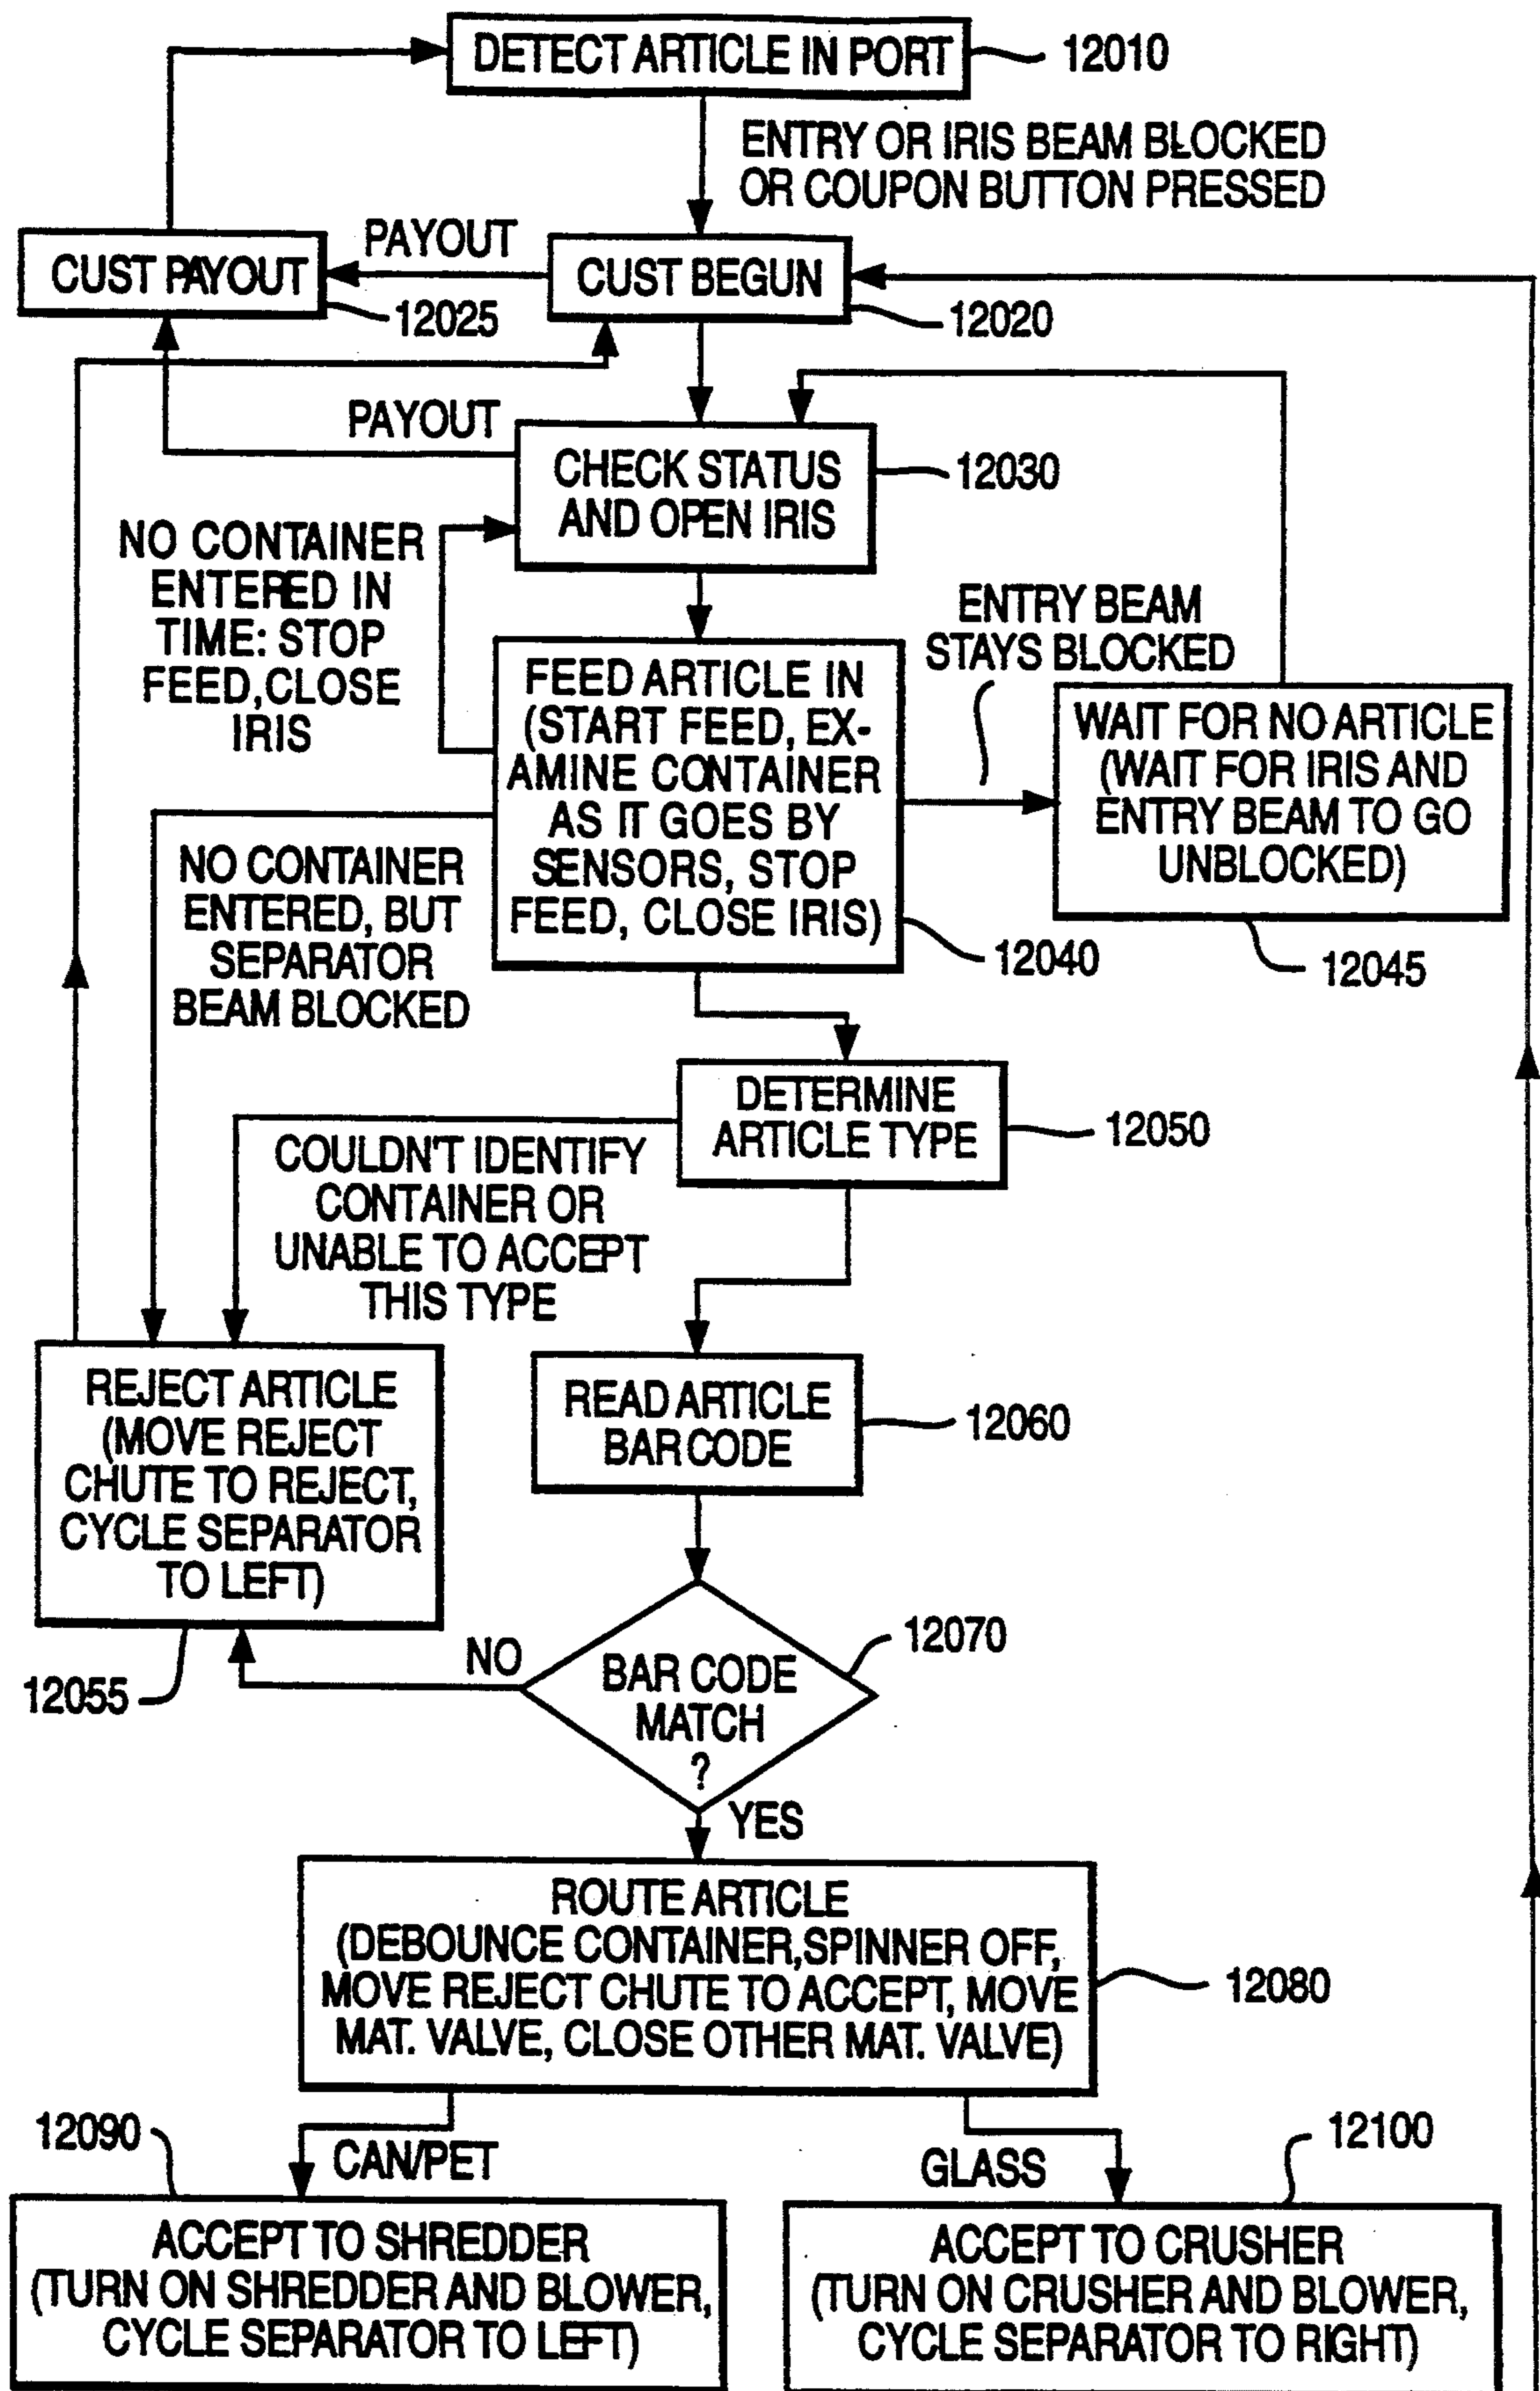 DETECT ARTICLE IN PORT
12010
ENTRY OR IRIS BEAM BLOCKED
OR COUPON BUTTON PRESSED
CUST PAYOUT
12025
PAYOUT
CUST BEGUN
12020
PAYOUT
CHECK STATUS
AND OPEN IRIS
12030
NO CONTAINER
ENTERED IN
TIME: STOP
FEED,CLOSE
IRIS
ENTRY BEAM
STAYS BLOCKED
FEED ARTICLE IN
(START FEED, EX-
AMINE CONTAINER
AS IT GOES BY
SENSORS, STOP
FEED, CLOSE IRIS)
12040
WAIT FOR NO ARTICLE
(WAIT FOR IRIS AND
ENTRY BEAM TO GO
UNBLOCKED)
12045
NO CONTAINER
ENTERED, BUT
SEPARATOR
BEAM BLOCKED
DETERMINE
ARTICLE TYPE
12050
COULDN'T IDENTIFY
CONTAINER OR
UNABLE TO ACCEPT
THIS TYPE
REJECT ARTICLE
(MOVE REJECT
CHUTE TO REJECT,
CYCLE SEPARATOR
TO LEFT)
12055
READ ARTICLE
BAR CODE
12060
NO
BAR CODE
MATCH
?
12070
YES
ROUTE ARTICLE
(DEBOUNCE CONTAINER,SPINNER OFF,
MOVE REJECT CHUTE TO ACCEPT, MOVE
MAT. VALVE, CLOSE OTHER MAT. VALVE)
12080
12090
CAN/PET
GLASS
12100
ACCEPT TO SHREDDER
(TURN ON SHREDDER AND BLOWER,
CYCLE SEPARATOR TO LEFT)
ACCEPT TO CRUSHER
(TURN ON CRUSHER AND BLOWER,
CYCLE SEPARATOR TO RIGHT)